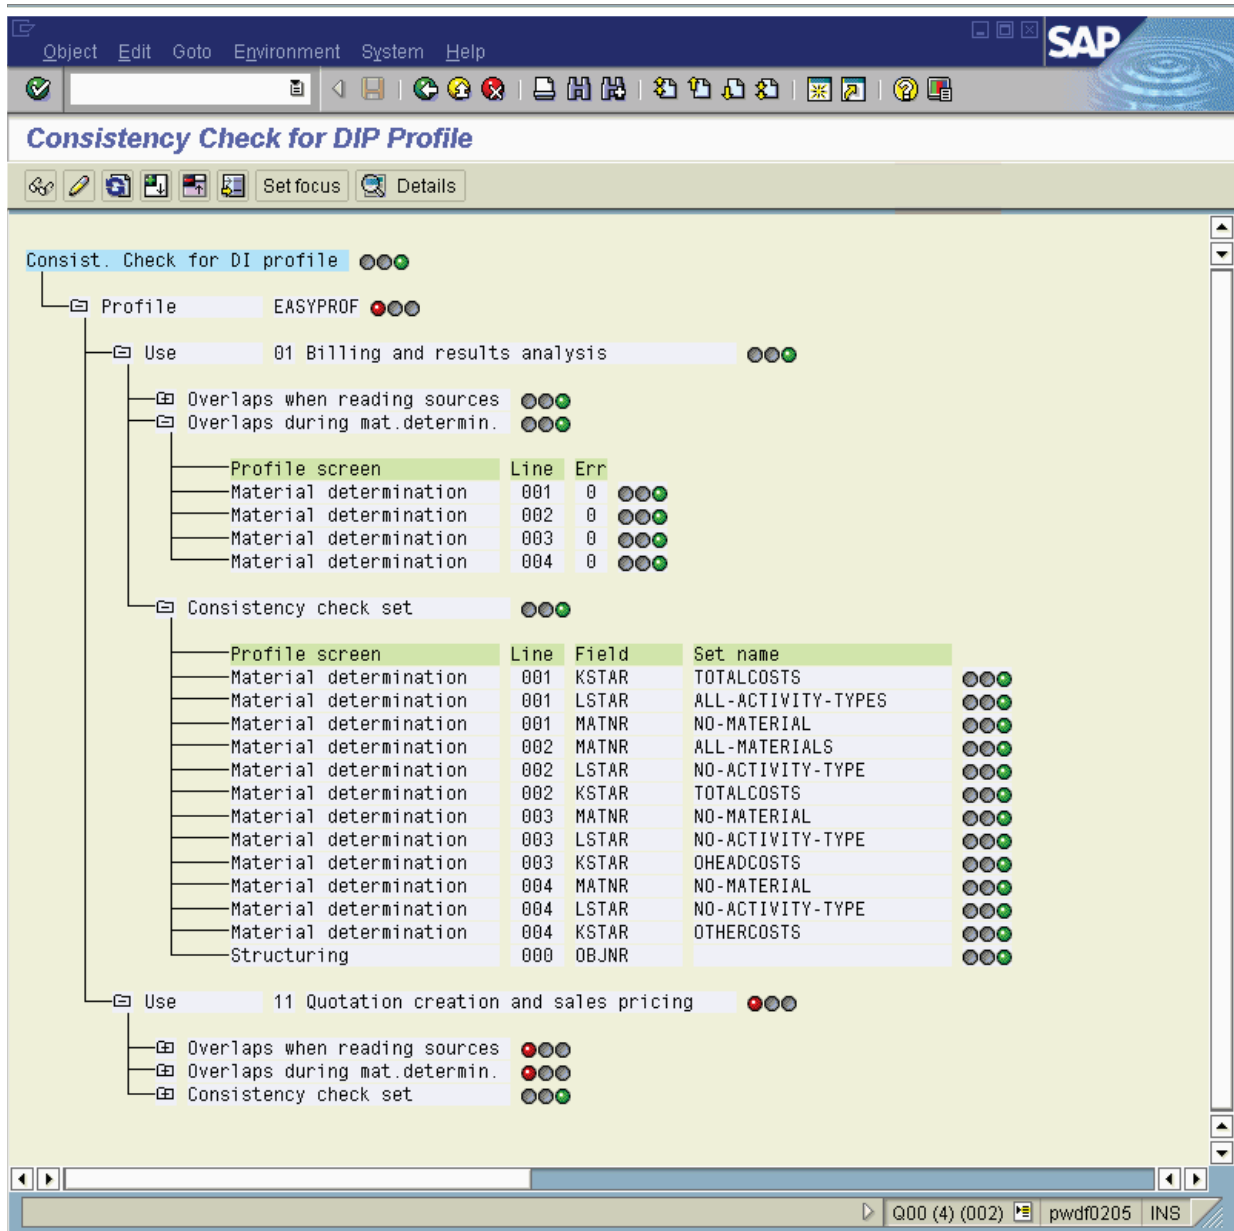 Object Edit Goto Environment System Help
SAP
Consistency Check for DIP Profile
Set focus Details
Consist. Check for DI profile
Profile EASYPROF
Use 01 Billing and results analysis
Overlaps when reading sources
Overlaps during mat.determin.
Profile screen Line Err
Material determination 001 0
Material determination 002 0
Material determination 003 0
Material determination 004 0
Consistency check set
Profile screen Line Field Set name
Material determination 001 KSTAR TOTALCOSTS
Material determination 001 LSTAR ALL-ACTIVITY-TYPES
Material determination 001 MATNR NO-MATERIAL
Material determination 002 MATNR ALL-MATERIALS
Material determination 002 LSTAR NO-ACTIVITY-TYPE
Material determination 002 KSTAR TOTALCOSTS
Material determination 003 MATNR NO-MATERIAL
Material determination 003 LSTAR NO-ACTIVITY-TYPE
Material determination 003 KSTAR OHEADCOSTS
Material determination 004 MATNR NO-MATERIAL
Material determination 004 LSTAR NO-ACTIVITY-TYPE
Material determination 004 KSTAR OTHERCOSTS
Structuring 000 OBJNR
Use 11 Quotation creation and sales pricing
Overlaps when reading sources
Overlaps during mat.determin.
Consistency check set
Q00 (4) (002) pwdf0205 INS